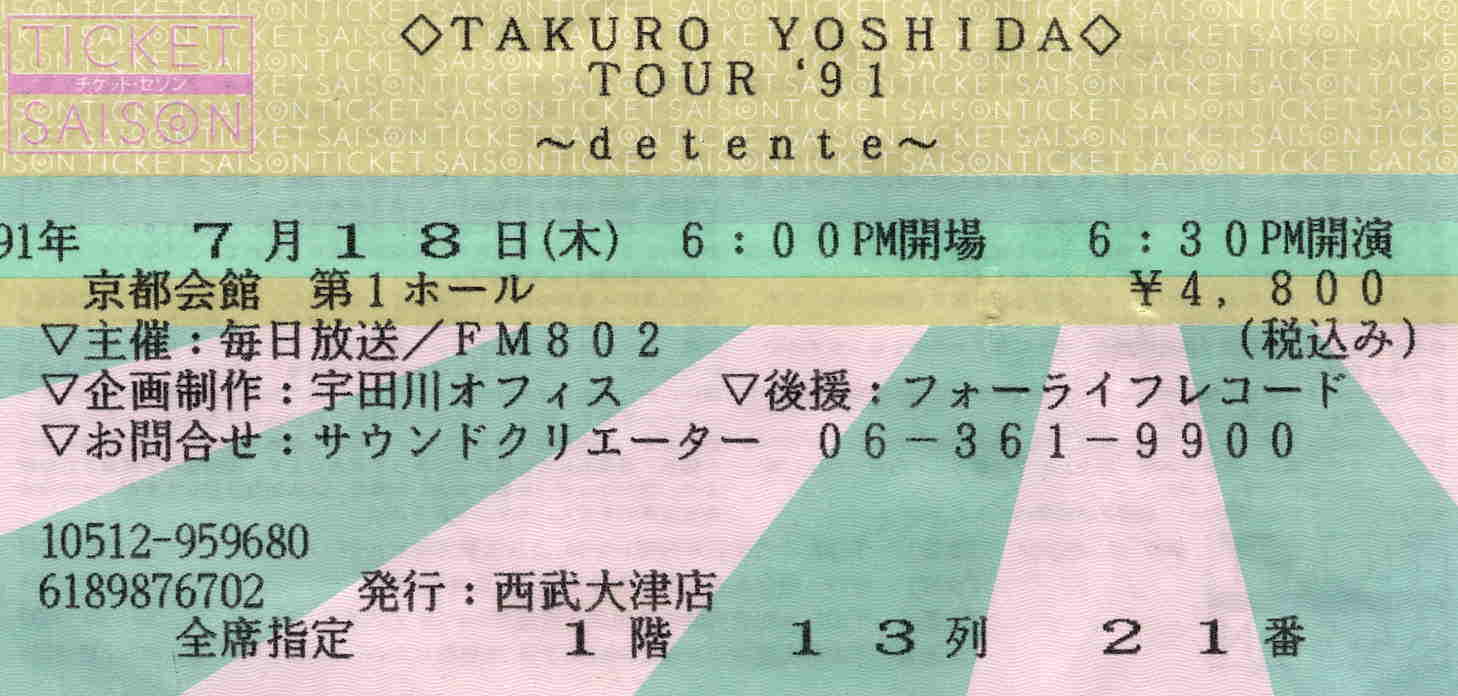 TICKET
チケット・セゾン
SAISON
◇TAKURO YOSHIDA◇
TOUR '91
~detente~
91年 7月18日(木) 6:00PM開場 6:30PM開演
京都会館 第1ホール ¥4,800
▽主催:毎日放送/FM802 (税込み)
▽企画制作:宇田川オフィス ▽後援:フォーライフレコード
▽お問合せ:サウンドクリエーター 06-361-9900
10512-959680
6189876702 発行:西武大津店
全席指定 1階 13列 21番